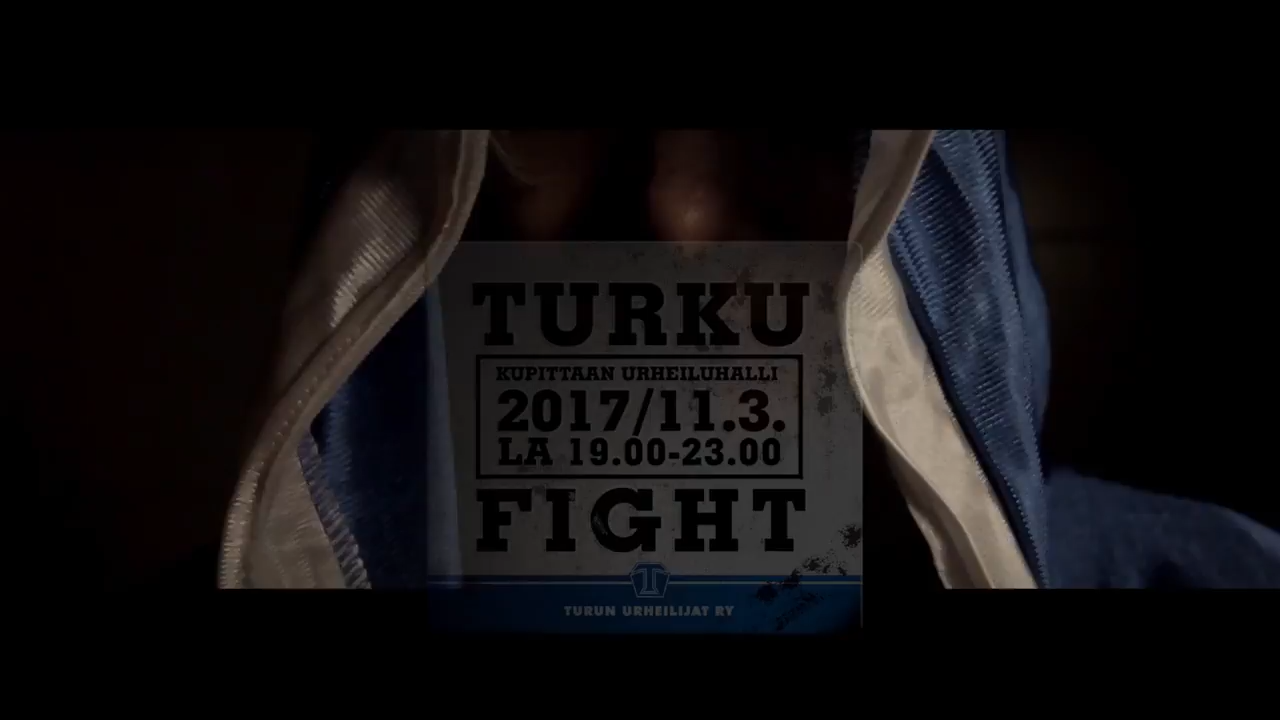 TURKU
KUPITTAAN URHEILUHALLI
2017/11.3.
LA 19.00-23.00
FIGHT
TURUN URHEILIJAT RY